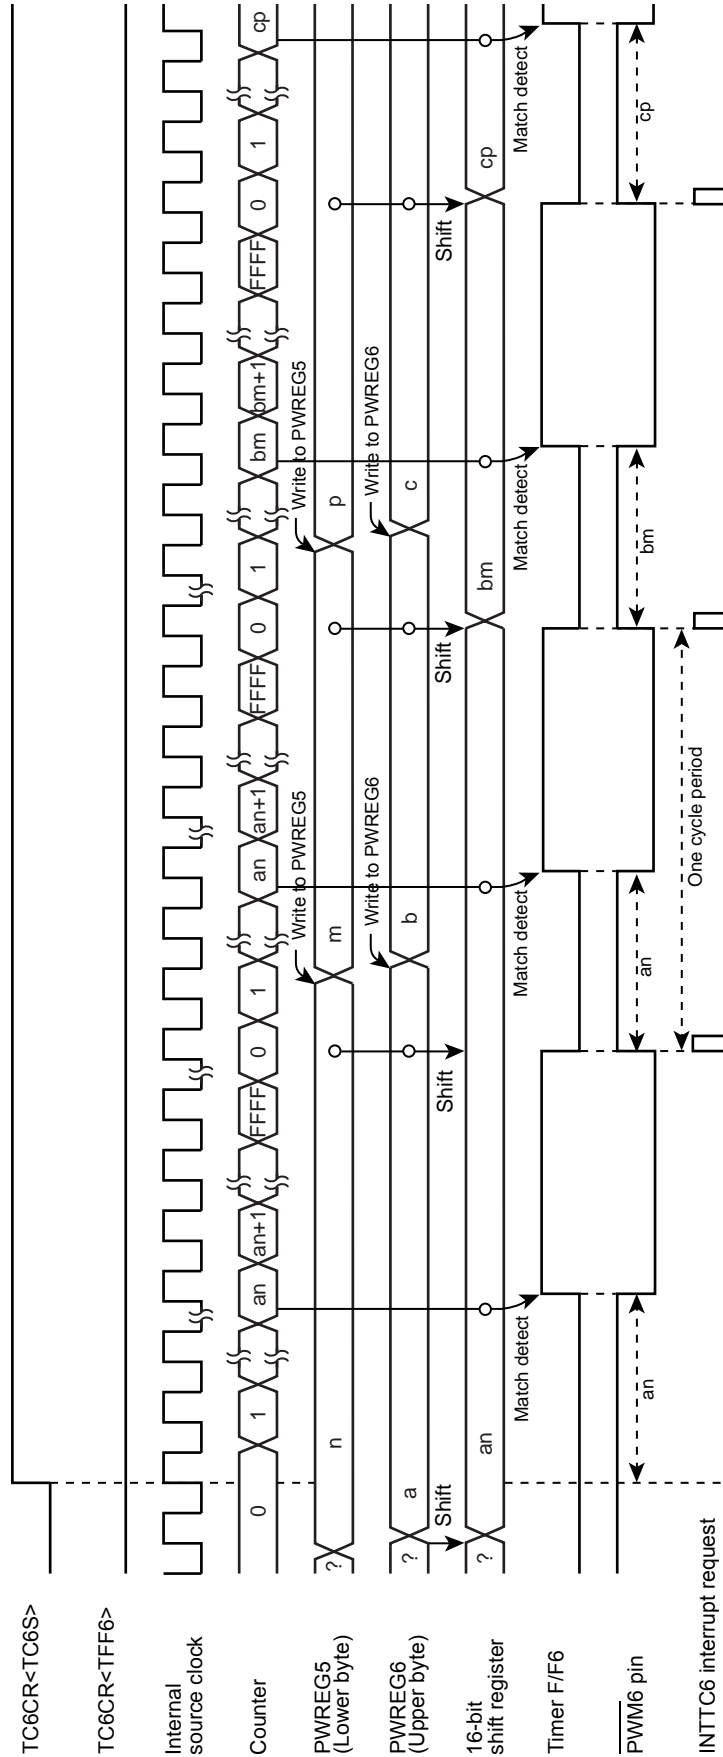 TC6CR<TC6S>
TC6CR<TFF6>
Internal
source clock
Counter
0
1
an
an+1
FFFF
0
1
an
an+1
FFFF
0
1
bm
bm+1
FFFF
0
1
cp
PWREG5
(Lower byte)
?
n
Write to PWREG5
m
Write to PWREG5
p
PWREG6
(Upper byte)
?
a
Write to PWREG6
b
Write to PWREG6
c
Shift
Shift
Shift
Shift
16-bit
shift register
?
an
bm
cp
Match detect
Match detect
Match detect
Match detect
Timer F/F6
PWM6 pin
an
an
bm
cp
One cycle period
INTTC6 interrupt request